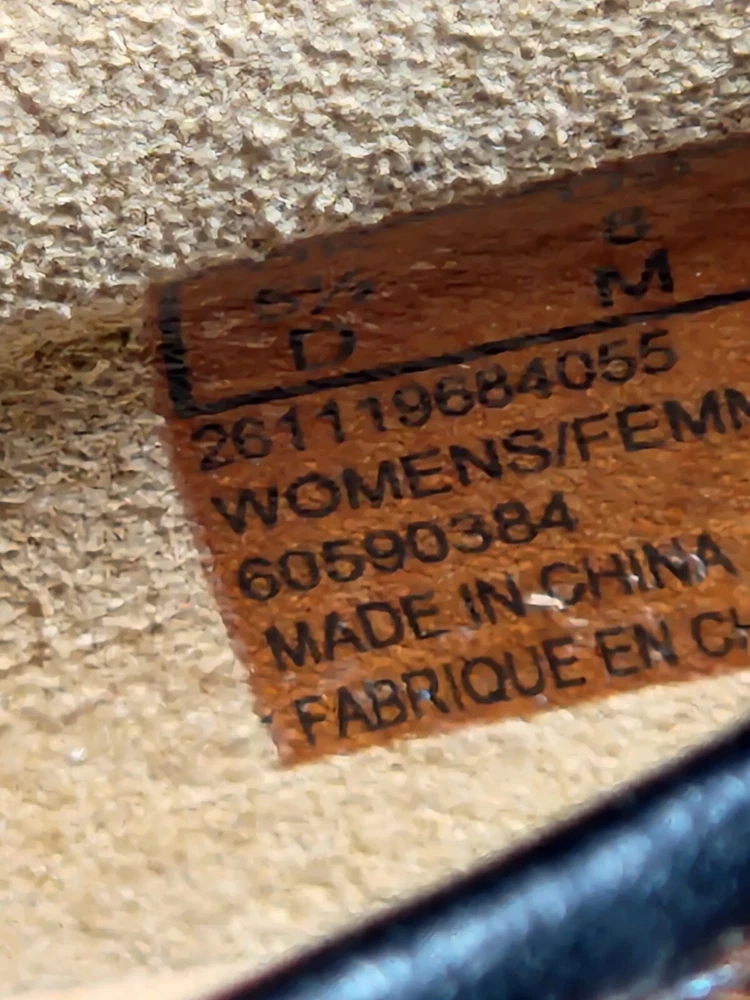 8
D M
261119684055
WOMENS/FEMM
60590384
MADE IN CHINA
FABRIQUE EN CH